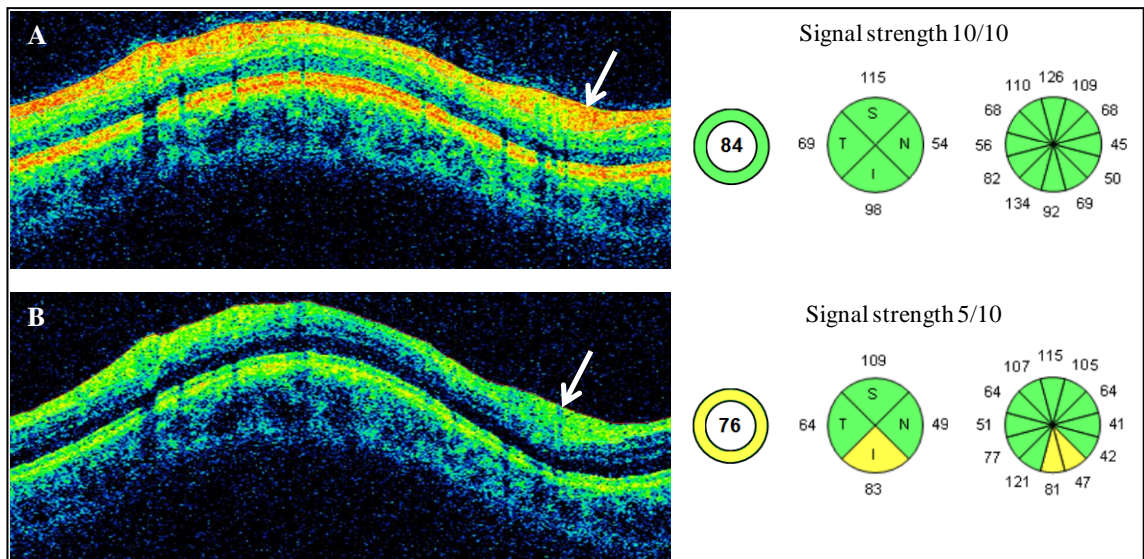 A
Signal strength 10/10
84
115
S
69 T N 54
I
98
126
110 109
68 68
56 45
82 50
134 69
92
B
Signal strength 5/10
76
109
S
64 T N 49
I
83
115
107 105
64 64
51 41
77 42
121 47
81